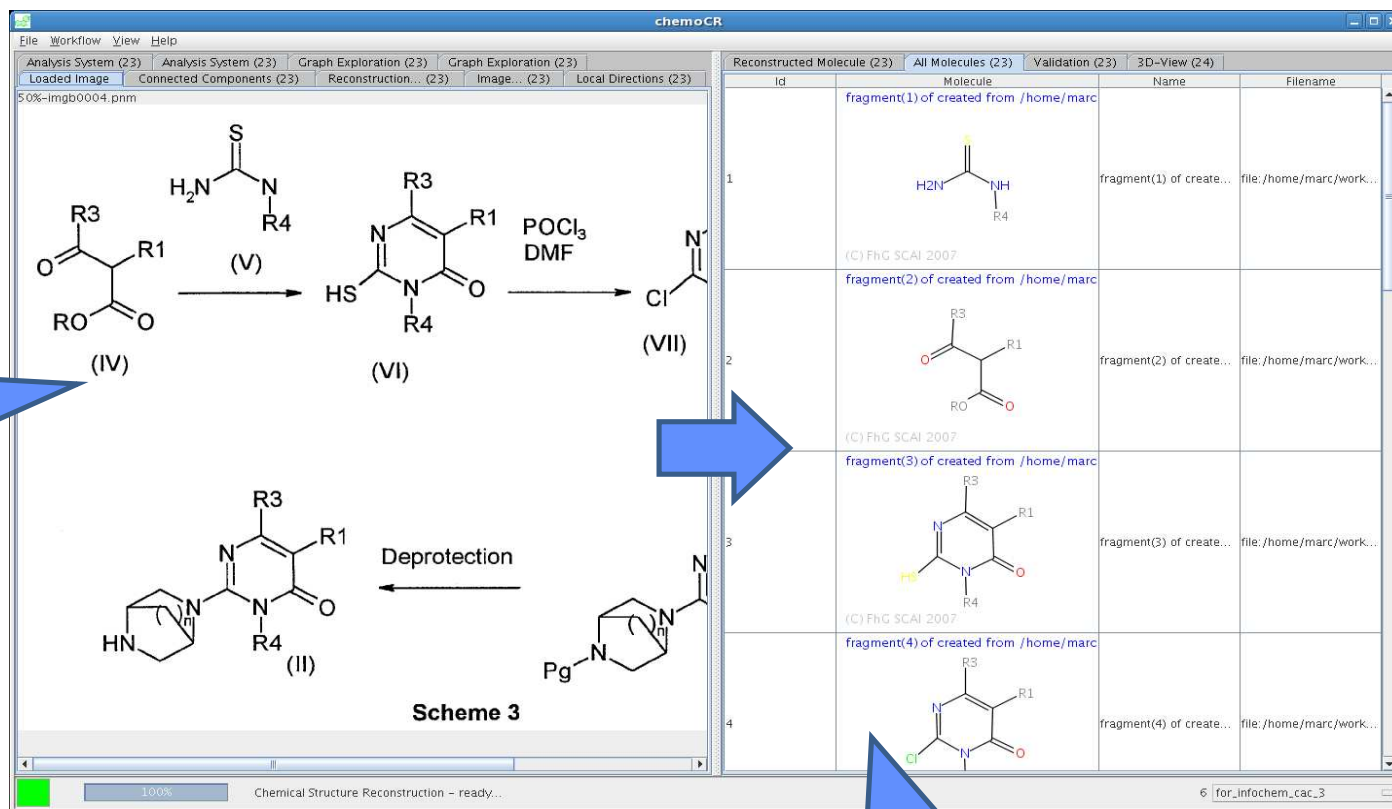 chemoCR
File Workflow View Help
Analysis System (23) Analysis System (23) Graph Exploration (23) Graph Exploration (23)
Loaded Image Connected Components (23) Reconstruction... (23) Image... (23) Local Directions (23)
50%-imgb0004.pnm
S
H2N N
R4
(V)
R3
R1
O
RO O
(IV)
R3
N R1
HS N O
R4
(VI)
POCl3
DMF
N
Cl
(VII)
R3
N R1
N N O
( )n
HN R4
(II)
Deprotection
N
N
( )n
Pg N
Scheme 3
Reconstructed Molecule (23) All Molecules (23) Validation (23) 3D-View (24)
Id Molecule Name Filename
fragment(1) of created from /home/marc
S
1 H2N NH fragment(1) of create... file:/home/marc/work...
R4
(C) FhG SCAI 2007
fragment(2) of created from /home/marc
R3
R1
2 O fragment(2) of create... file:/home/marc/work...
RO O
(C) FhG SCAI 2007
fragment(3) of created from /home/marc
R3
R1
N
3 fragment(3) of create... file:/home/marc/work...
HS N O
R4
(C) FhG SCAI 2007
fragment(4) of created from /home/marc
R3
R1
N
4 fragment(4) of create... file:/home/marc/work...
Cl N O
100% Chemical Structure Reconstruction - ready... 6 for_infochem_cac_3